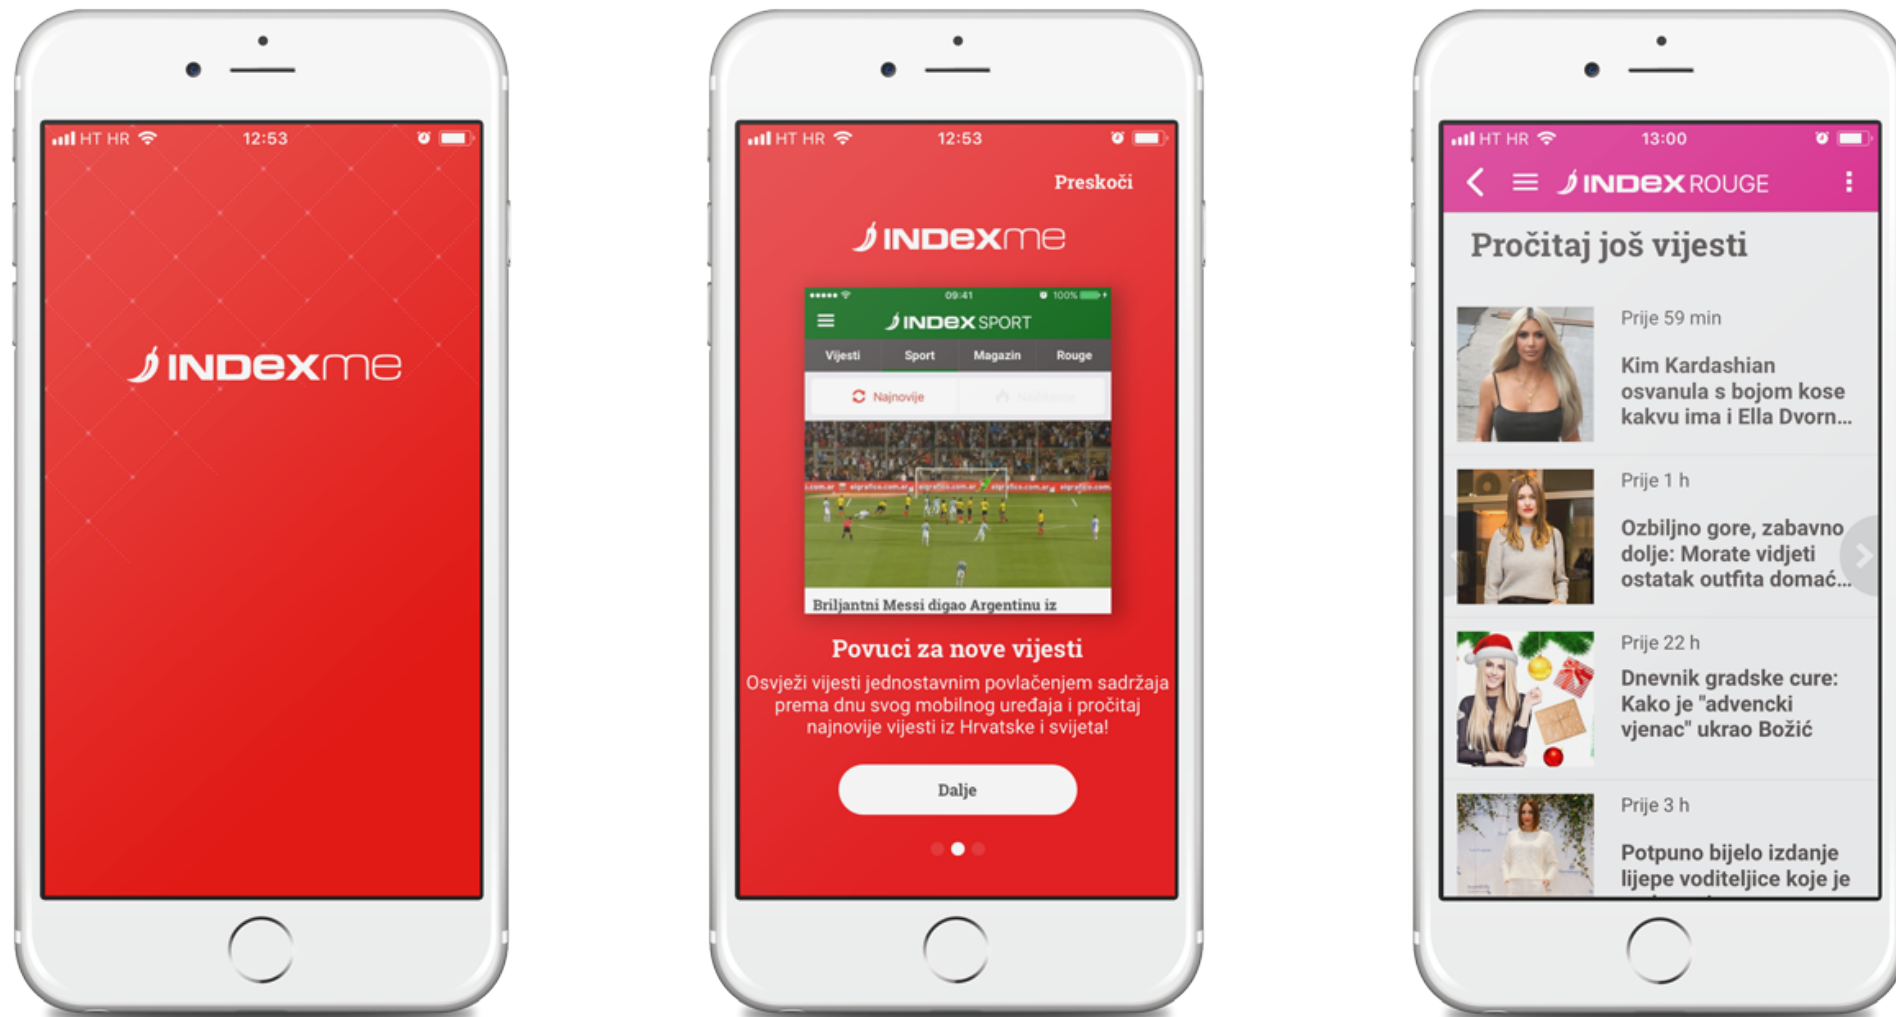 HT HR 12:53
INDEXme
HT HR 12:53
Preskoči
INDEXme
09:41 100%
INDEX SPORT
Vijesti Sport Magazin Rouge
Najnovije
Briljantni Messi digao Argentinu iz
Povuci za nove vijesti
Osvježi vijesti jednostavnim povlačenjem sadržaja
prema dnu svog mobilnog uređaja i pročitaj
najnovije vijesti iz Hrvatske i svijeta!
Dalje
HT HR 13:00
INDEX ROUGE
Pročitaj još vijesti
Prije 59 min
Kim Kardashian
osvanula s bojom kose
kakvu ima i Ella Dvorn...
Prije 1 h
Ozbiljno gore, zabavno
dolje: Morate vidjeti
ostatak outfita domać...
Prije 22 h
Dnevnik gradske cure:
Kako je "advencki
vjenac" ukrao Božić
Prije 3 h
Potpuno bijelo izdanje
lijepe voditeljice koje je